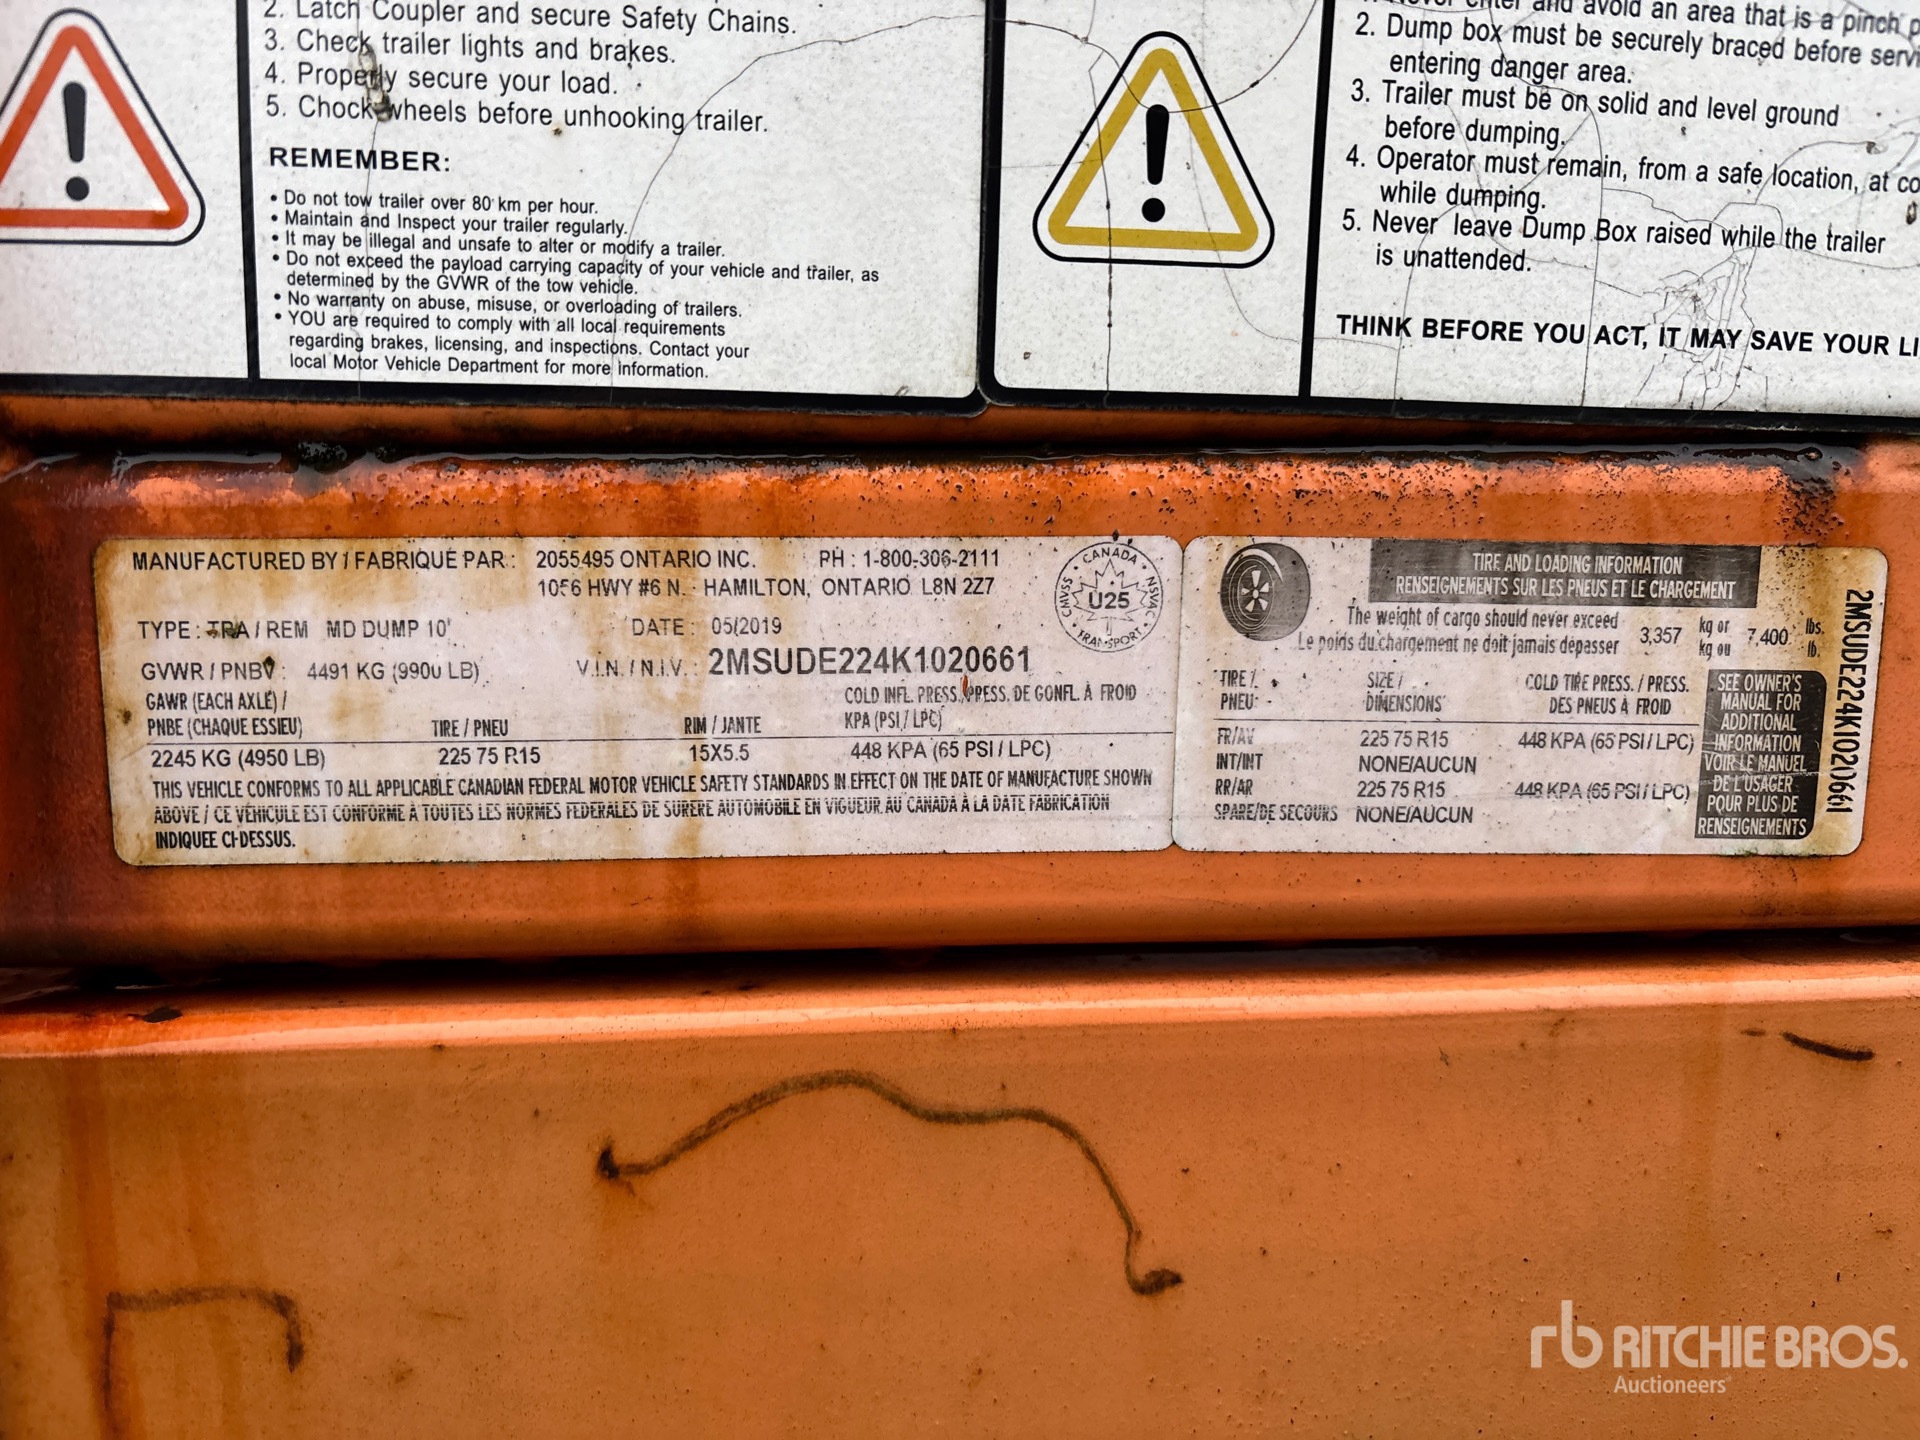 2. Latch Coupler and secure Safety Chains.
3. Check trailer lights and brakes.
4. Properly secure your load.
5. Chock wheels before unhooking trailer.
REMEMBER:
• Do not tow trailer over 80 km per hour.
• Maintain and Inspect your trailer regularly.
• It may be illegal and unsafe to alter or modify a trailer.
• Do not exceed the payload carrying capacity of your vehicle and trailer, as
determined by the GVWR of the tow vehicle.
• No warranty on abuse, misuse, or overloading of trailers.
• YOU are required to comply with all local requirements
regarding brakes, licensing, and inspections. Contact your
local Motor Vehicle Department for more information.
1. Never enter and avoid an area that is a pinch
2. Dump box must be securely braced before
entering danger area.
3. Trailer must be on solid and level ground
before dumping.
4. Operator must remain, from a safe location, at
while dumping.
5. Never leave Dump Box raised while the trailer
is unattended.
THINK BEFORE YOU ACT, IT MAY SAVE YOUR
MANUFACTURED BY / FABRIQUÉ PAR: 2055495 ONTARIO INC. PH : 1-800-306-2111
1056 HWY #6 N. - HAMILTON, ONTARIO L8N 2Z7
TYPE: TRA / REM MD DUMP 10' DATE: 05/2019
GVWR / PNBV: 4491 KG (9900 LB) V.I.N. / N.I.V.: 2MSUDE224K1020661
GAWR (EACH AXLE) /
PNBE (CHAQUE ESSIEU) TIRE / PNEU RIM / JANTE COLD INFL. PRESS./PRESS. DE GONFL. À FROID
KPA (PSI / LPC)
2245 KG (4950 LB) 225 75 R15 15X5.5 448 KPA (65 PSI / LPC)
THIS VEHICLE CONFORMS TO ALL APPLICABLE CANADIAN FEDERAL MOTOR VEHICLE SAFETY STANDARDS IN EFFECT ON THE DATE OF MANUFACTURE SHOWN
ABOVE / CE VÉHICULE EST CONFORME À TOUTES LES NORMES FEDERALES DE SURERE AUTOMOBILE EN VIGUEUR AU CANADA À LA DATE FABRICATION
INDIQUEE CI-DESSUS.
CANADA
CMVSS U25 NSVAC
TRANSPORT
TIRE AND LOADING INFORMATION
RENSEIGNEMENTS SUR LES PNEUS ET LE CHARGEMENT
The weight of cargo should never exceed
Le poids du chargement ne doit jamais dépasser 3,357 kg or kg ou 7,400 lbs. lb.
TIRE / PNEU SIZE / DIMENSIONS COLD TIRE PRESS. / PRESS. DES PNEUS À FROID
FR/AV 225 75 R15 448 KPA (65 PSI / LPC)
INT/INT NONE/AUCUN
RR/AR 225 75 R15 448 KPA (65 PSI / LPC)
SPARE/DE SECOURS NONE/AUCUN
SEE OWNER'S
MANUAL FOR
ADDITIONAL
INFORMATION
VOIR LE MANUEL
DE L'USAGER
POUR PLUS DE
RENSEIGNEMENTS
2MSUDE224K1020661
rb RITCHIE BROS.
Auctioneers